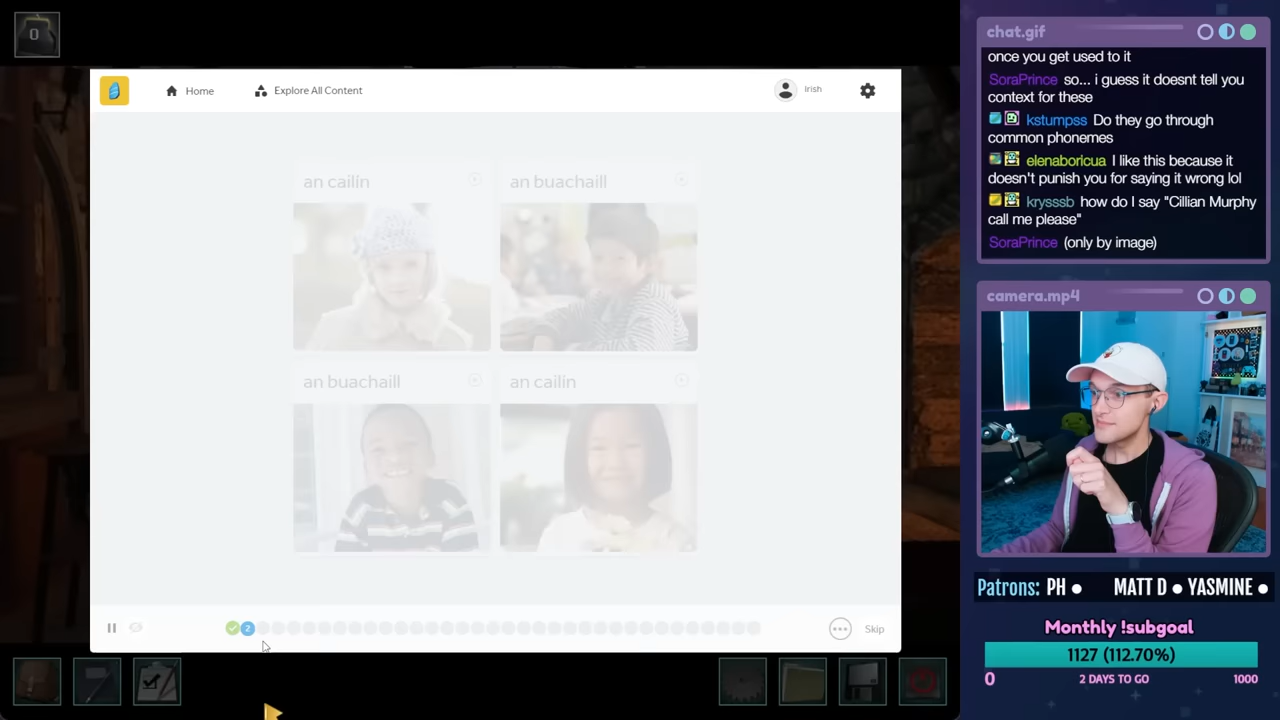 0
Home
Explore All Content
Irish
an cailín
an buachaill
an buachaill
an cailín
2
Skip
chat.gif
once you get used to it
SoraPrince so... i guess it doesnt tell you
context for these
kstumpss Do they go through
common phonemes
elenaboricua I like this because it
doesn't punish you for saying it wrong lol
krysssb how do I say "Cillian Murphy
call me please"
SoraPrince (only by image)
camera.mp4
Patrons: PH ● MATT D ● YASMINE ●
Monthly !subgoal
1127 (112.70%)
0
2 DAYS TO GO
1000